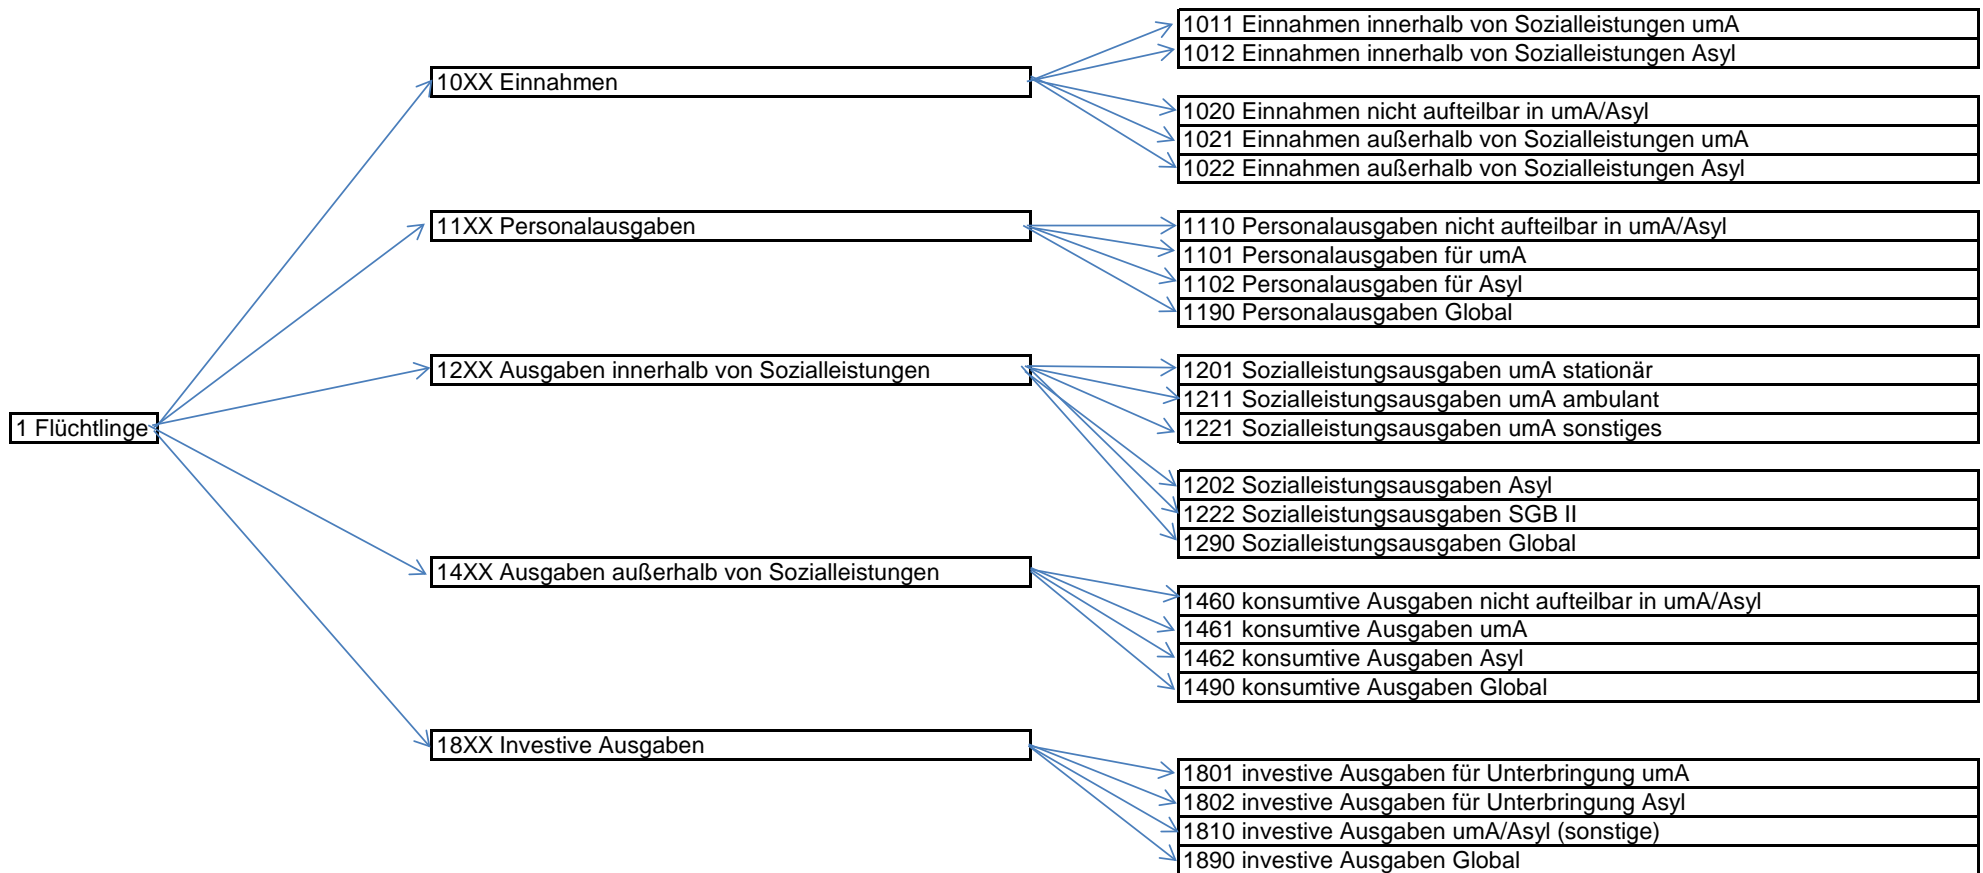 1011 Einnahmen innerhalb von Sozialleistungen umA
1012 Einnahmen innerhalb von Sozialleistungen Asyl
10XX Einnahmen
1020 Einnahmen nicht aufteilbar in umA/Asyl
1021 Einnahmen außerhalb von Sozialleistungen umA
1022 Einnahmen außerhalb von Sozialleistungen Asyl
11XX Personalausgaben
1110 Personalausgaben nicht aufteilbar in umA/Asyl
1101 Personalausgaben für umA
1102 Personalausgaben für Asyl
1190 Personalausgaben Global
12XX Ausgaben innerhalb von Sozialleistungen
1201 Sozialleistungsausgaben umA stationär
1211 Sozialleistungsausgaben umA ambulant
1 Flüchtlinge
1221 Sozialleistungsausgaben umA sonstiges
1202 Sozialleistungsausgaben Asyl
1222 Sozialleistungsausgaben SGB II
1290 Sozialleistungsausgaben Global
14XX Ausgaben außerhalb von Sozialleistungen
1460 konsumtive Ausgaben nicht aufteilbar in umA/Asyl
1461 konsumtive Ausgaben umA
1462 konsumtive Ausgaben Asyl
1490 konsumtive Ausgaben Global
18XX Investive Ausgaben
1801 investive Ausgaben für Unterbringung umA
1802 investive Ausgaben für Unterbringung Asyl
1810 investive Ausgaben umA/Asyl (sonstige)
1890 investive Ausgaben Global